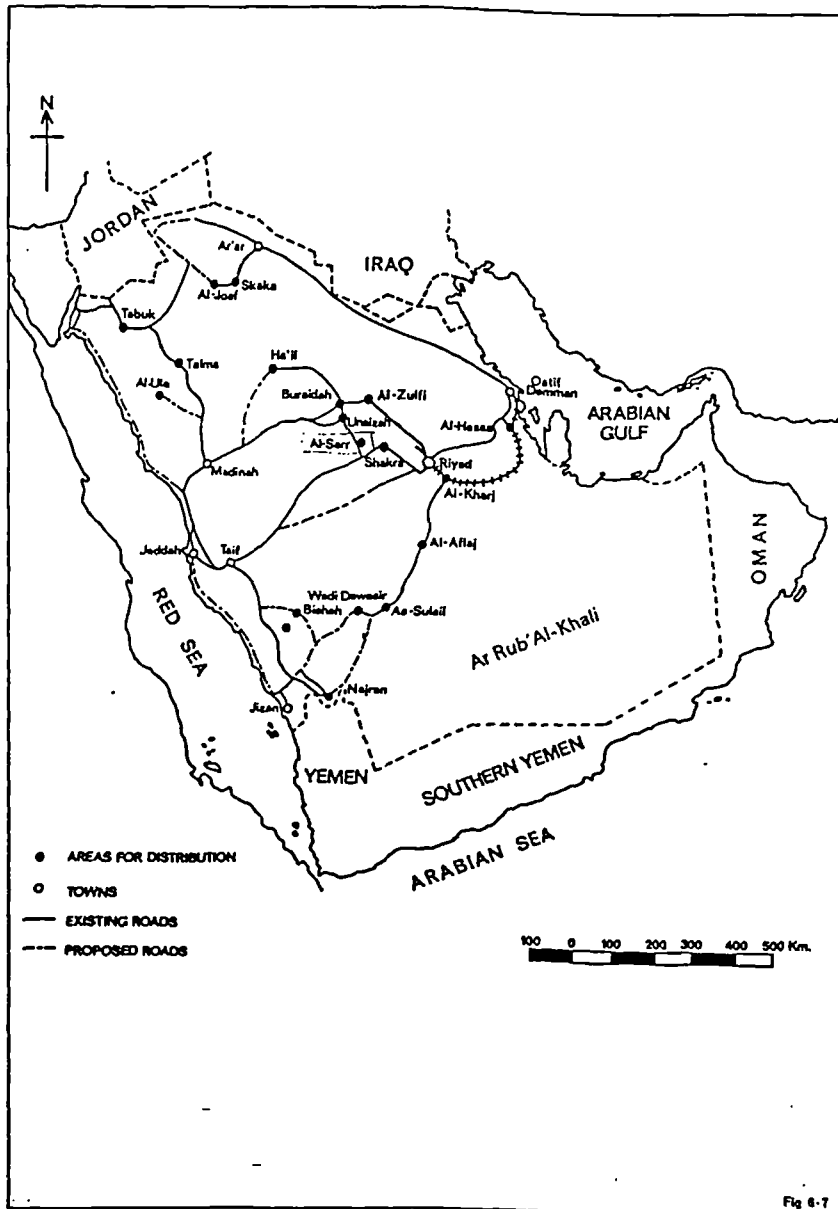 N
JORDAN
Ar'ar
IRAQ
Al-Joef
Skaka
Tabuk
Taima
Al-Ula
Ha'il
Buraidah
Al-Zulfi
Unaizah
Al-Sarr
Shakra
Qatif
Damman
Al-Hassa
ARABIAN
GULF
Madinah
Riyad
Al-Kharj
Jeddah
Taif
Al-Aflaj
OMAN
Wadi Dawasir
Bishah
As-Sulail
RED SEA
Ar Rub'Al-Khali
Najran
Jizan
YEMEN
SOUTHERN YEMEN
ARABIAN SEA
AREAS FOR DISTRIBUTION
TOWNS
EXISTING ROADS
PROPOSED ROADS
100 0 100 200 300 400 500 Km.
Fig 6·7